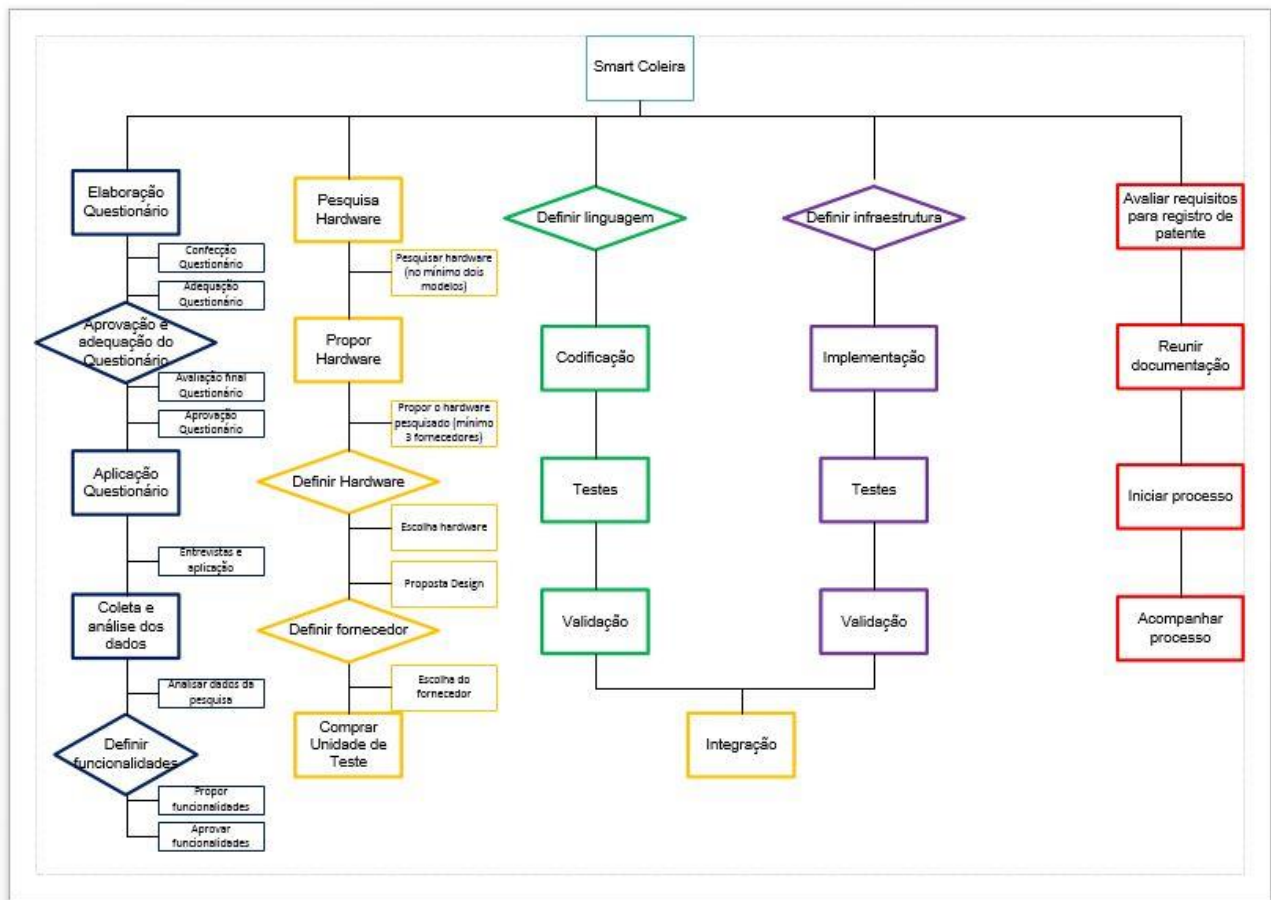 Smart Coleira
Elaboração
Questionário
Confecção
Questionário
Adequação
Questionário
Aprovação e
adequação do
Questionário
Avaliação final
Questionário
Aprovação
Questionário
Aplicação
Questionário
Entrevistas e
aplicação
Coleta e
análise dos
dados
Analisar dados da
pesquisa
Definir
funcionalidades
Propor
funcionalidades
Aprovar
funcionalidades
Pesquisa
Hardware
Pesquisar hardware
(no mínimo dois
modelos)
Propor
Hardware
Propor o hardware
pesquisado (mínimo
3 fornecedores)
Definir Hardware
Escolha hardware
Proposta Design
Definir fornecedor
Escolha do
fornecedor
Comprar
Unidade de
Teste
Definir linguagem
Codificação
Testes
Validação
Definir infraestrutura
Implementação
Testes
Validação
Integração
Avaliar requisitos
para registro de
patente
Reunir
documentação
Iniciar processo
Acompanhar
processo